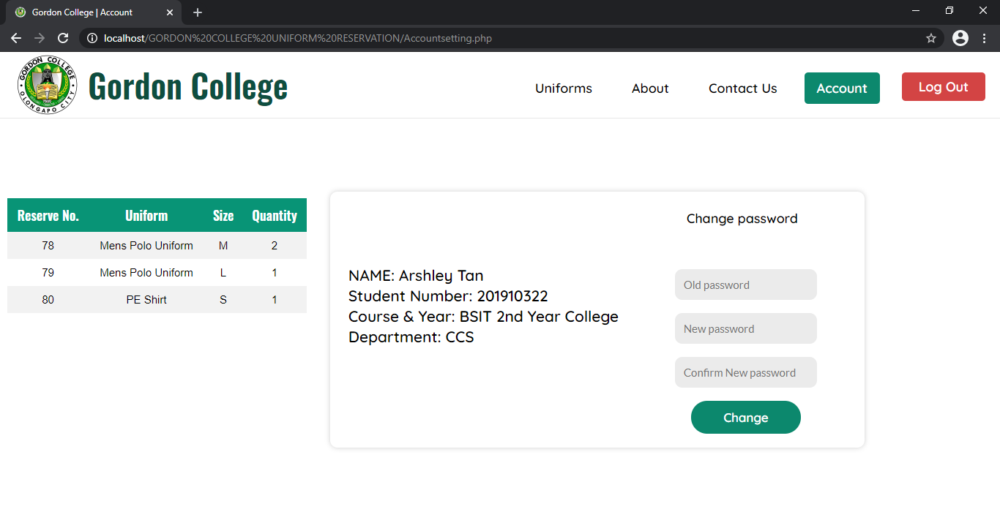 Gordon College | Account
localhost/GORDON%20COLLEGE%20UNIFORM%20RESERVATION/Accountsetting.php
GORDON COLLEGE
OLONGAPO CITY
Gordon College
Uniforms
About
Contact Us
Account
Log Out
Reserve No. Uniform Size Quantity
78 Mens Polo Uniform M 2
79 Mens Polo Uniform L 1
80 PE Shirt S 1
NAME: Arshley Tan
Student Number: 201910322
Course & Year: BSIT 2nd Year College
Department: CCS
Change password
Old password
New password
Confirm New password
Change